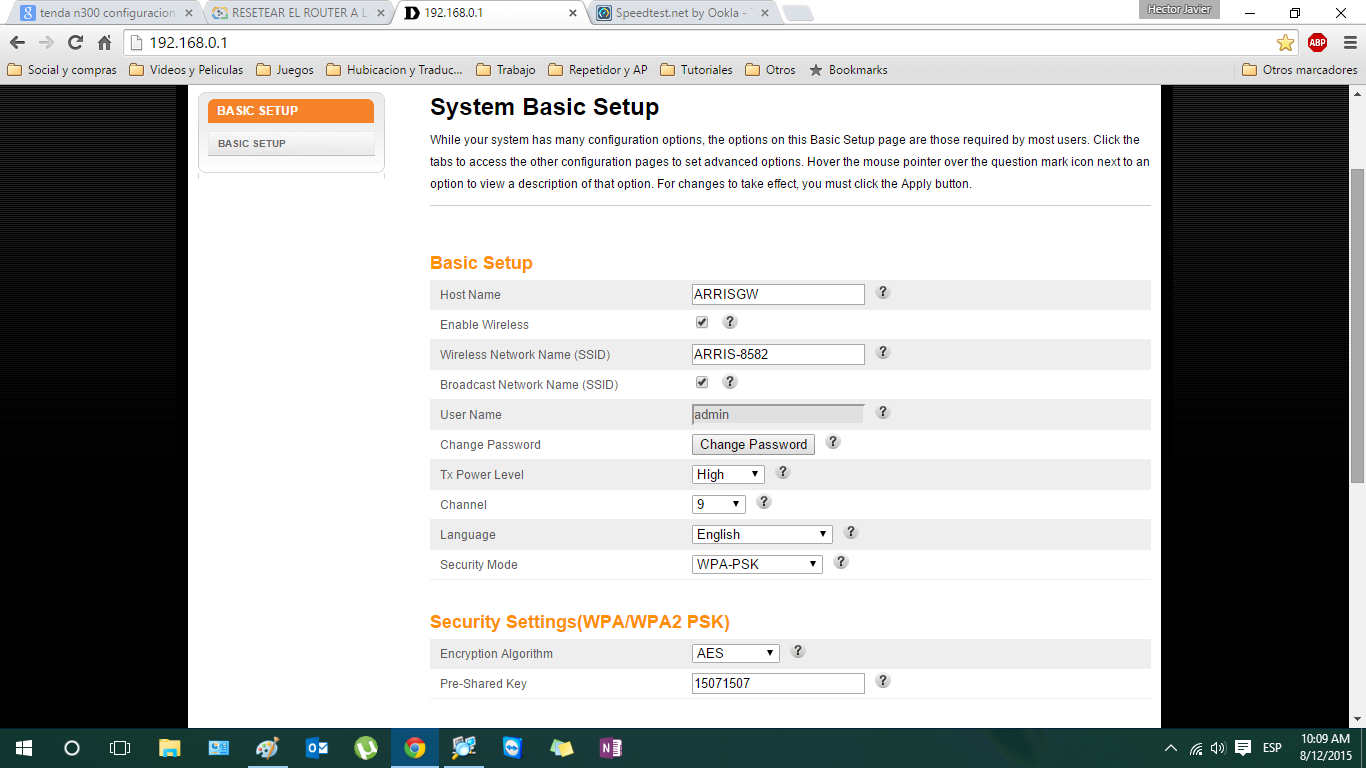 tenda n300 configuracion
RESETEAR EL ROUTER A L
192.168.0.1
Speedtest.net by Ookla -
Hector Javier
192.168.0.1
ABP
Social y compras
Videos y Peliculas
Juegos
Hubicacion y Traduc...
Trabajo
Repetidor y AP
Tutoriales
Otros
Bookmarks
Otros marcadores
BASIC SETUP
BASIC SETUP
System Basic Setup
While your system has many configuration options, the options on this Basic Setup page are those required by most users. Click the
tabs to access the other configuration pages to set advanced options. Hover the mouse pointer over the question mark icon next to an
option to view a description of that option. For changes to take effect, you must click the Apply button.
Basic Setup
Host Name ARRISGW ?
Enable Wireless ?
Wireless Network Name (SSID) ARRIS-8582 ?
Broadcast Network Name (SSID) ?
User Name admin ?
Change Password Change Password ?
Tx Power Level High ?
Channel 9 ?
Language English ?
Security Mode WPA-PSK ?
Security Settings(WPA/WPA2 PSK)
Encryption Algorithm AES ?
Pre-Shared Key 15071507 ?
ESP
10:09 AM
8/12/2015